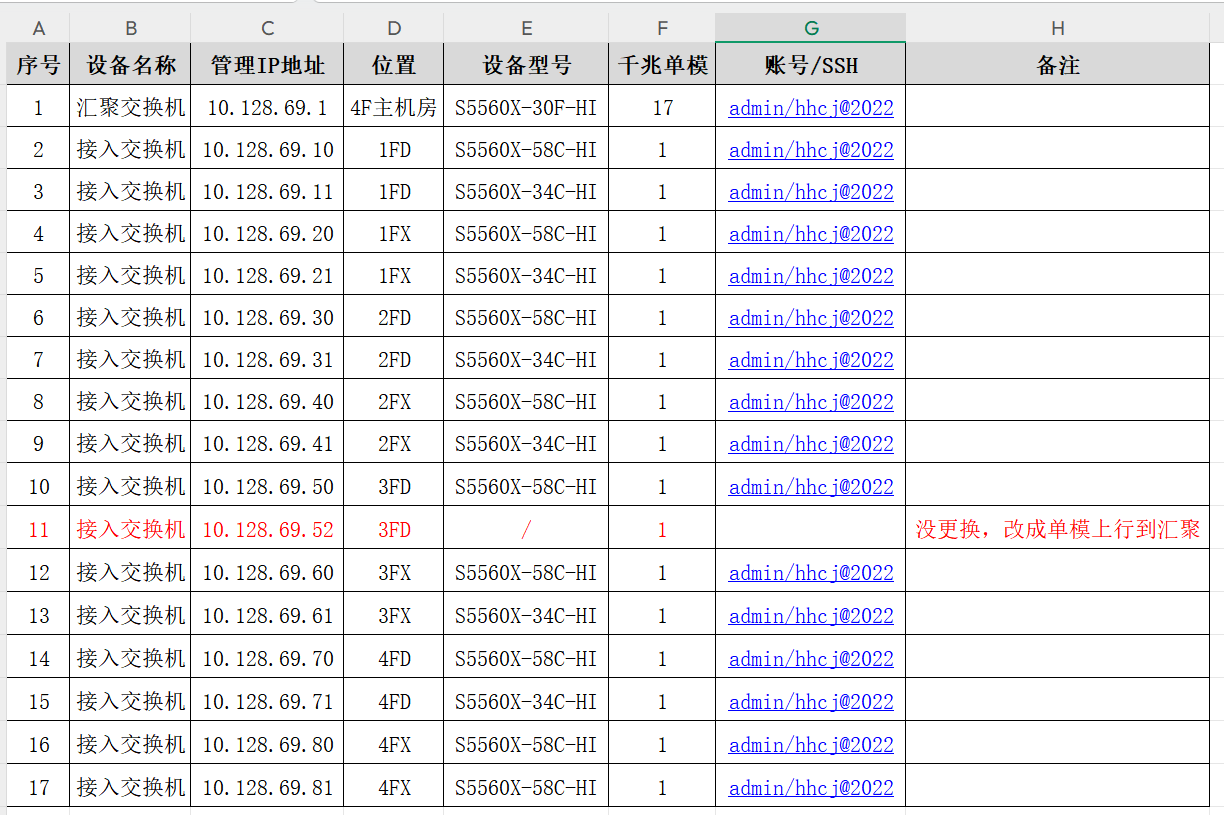 A B C D E F G H
序号 设备名称 管理IP地址 位置 设备型号 千兆单模 账号/SSH 备注
1 汇聚交换机 10.128.69.1 4F主机房 S5560X-30F-HI 17 admin/hhcj@2022
2 接入交换机 10.128.69.10 1FD S5560X-58C-HI 1 admin/hhcj@2022
3 接入交换机 10.128.69.11 1FD S5560X-34C-HI 1 admin/hhcj@2022
4 接入交换机 10.128.69.20 1FX S5560X-58C-HI 1 admin/hhcj@2022
5 接入交换机 10.128.69.21 1FX S5560X-34C-HI 1 admin/hhcj@2022
6 接入交换机 10.128.69.30 2FD S5560X-58C-HI 1 admin/hhcj@2022
7 接入交换机 10.128.69.31 2FD S5560X-34C-HI 1 admin/hhcj@2022
8 接入交换机 10.128.69.40 2FX S5560X-58C-HI 1 admin/hhcj@2022
9 接入交换机 10.128.69.41 2FX S5560X-34C-HI 1 admin/hhcj@2022
10 接入交换机 10.128.69.50 3FD S5560X-58C-HI 1 admin/hhcj@2022
11 接入交换机 10.128.69.52 3FD / 1 没更换，改成单模上行到汇聚
12 接入交换机 10.128.69.60 3FX S5560X-58C-HI 1 admin/hhcj@2022
13 接入交换机 10.128.69.61 3FX S5560X-34C-HI 1 admin/hhcj@2022
14 接入交换机 10.128.69.70 4FD S5560X-58C-HI 1 admin/hhcj@2022
15 接入交换机 10.128.69.71 4FD S5560X-34C-HI 1 admin/hhcj@2022
16 接入交换机 10.128.69.80 4FX S5560X-58C-HI 1 admin/hhcj@2022
17 接入交换机 10.128.69.81 4FX S5560X-58C-HI 1 admin/hhcj@2022